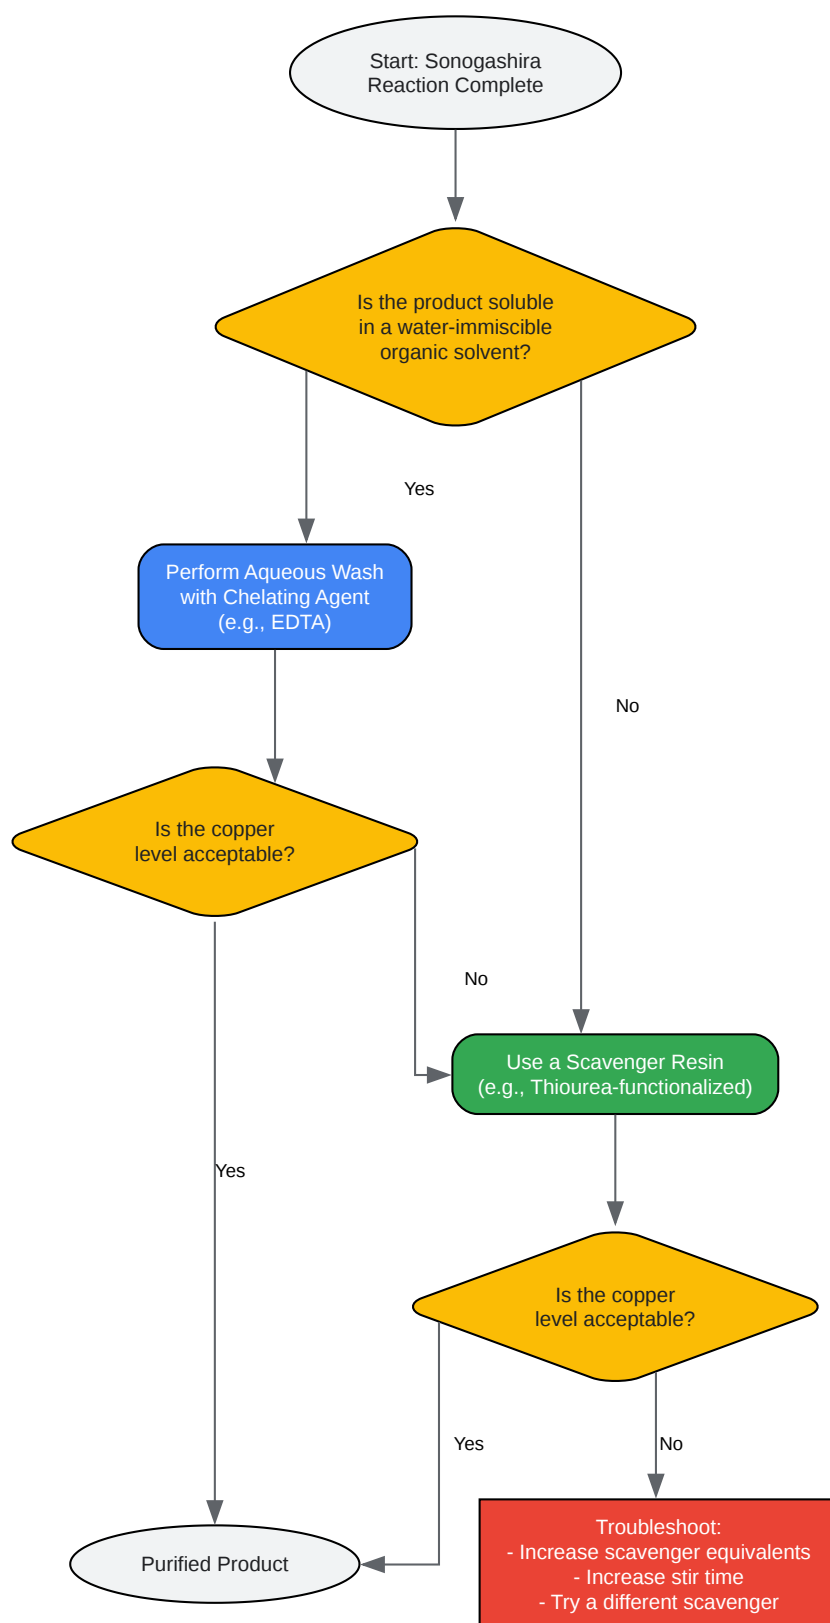 Start: Sonogashira
Reaction Complete
Is the product soluble
in a water-immiscible
organic solvent?
Yes
Perform Aqueous Wash
with Chelating Agent
(e.g., EDTA)
No
Is the copper
level acceptable?
No
Use a Scavenger Resin
(e.g., Thiourea-functionalized)
Yes
Is the copper
level acceptable?
Yes
No
Troubleshoot:
- Increase scavenger equivalents
- Increase stir time
- Try a different scavenger
Purified Product